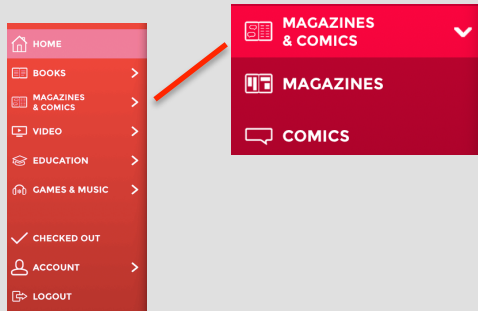 HOME
BOOKS
MAGAZINES
& COMICS
VIDEO
EDUCATION
GAMES & MUSIC
CHECKED OUT
ACCOUNT
LOGOUT
MAGAZINES
& COMICS
MAGAZINES
COMICS